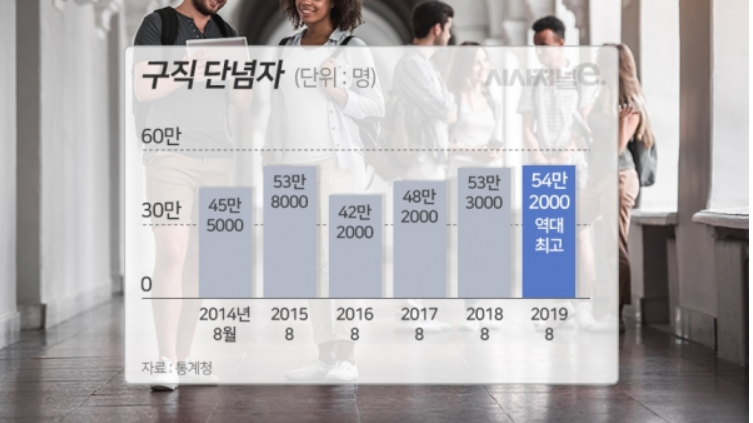 구직 단념자 (단위 : 명)
시사저널e.
60만
30만
0
45만
5000
53만
8000
42만
2000
48만
2000
53만
3000
54만
2000
역대
최고
2014년 2015 2016 2017 2018 2019
8월 8 8 8 8 8
자료 : 통계청